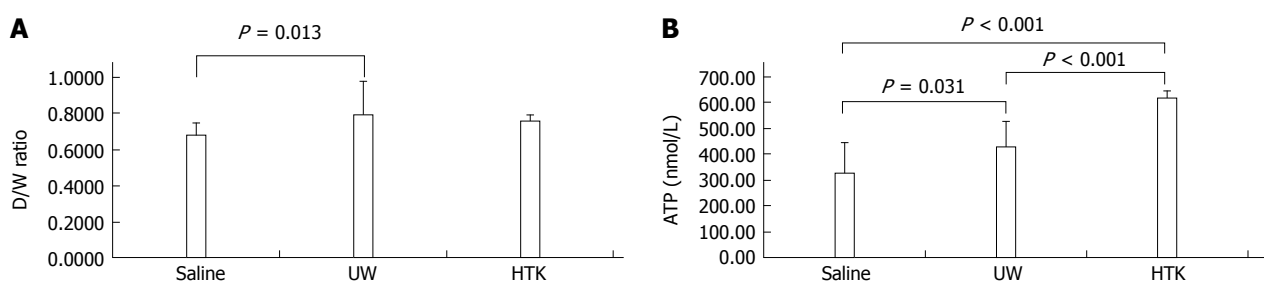 A
P = 0.013
D/W ratio
1.0000
0.8000
0.6000
0.4000
0.2000
0.0000
Saline UW HTK
B
P < 0.001
P < 0.001
P = 0.031
ATP (nmol/L)
700.00
600.00
500.00
400.00
300.00
200.00
100.00
0.00
Saline UW HTK